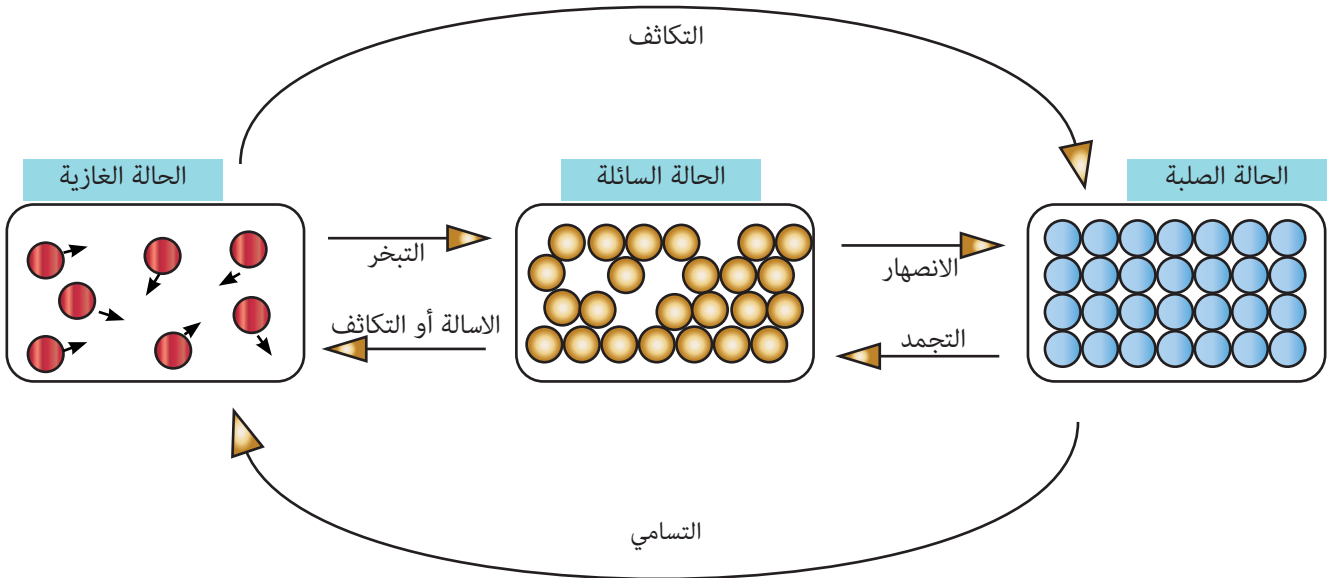 التكاثف
الحالة الصلبة
الحالة السائلة
الحالة الغازية
الانصهار
التبخر
التجمد
الاسالة أو التكاثف
التسامي